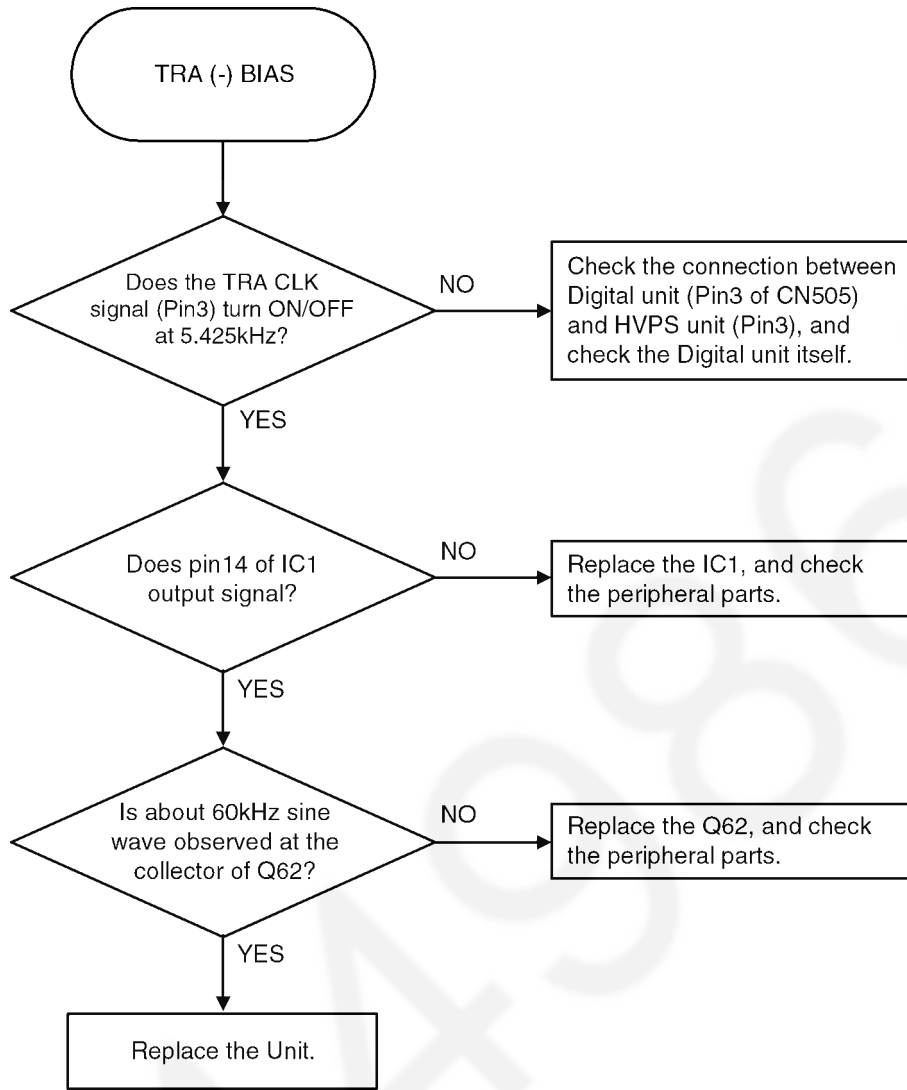 TRA (-) BIAS
Does the TRA CLK
signal (Pin3) turn ON/OFF
at 5.425kHz?
NO
Check the connection between
Digital unit (Pin3 of CN505)
and HVPS unit (Pin3), and
check the Digital unit itself.
YES
Does pin14 of IC1
output signal?
NO
Replace the IC1, and check
the peripheral parts.
YES
Is about 60kHz sine
wave observed at the
collector of Q62?
NO
Replace the Q62, and check
the peripheral parts.
YES
Replace the Unit.
4986